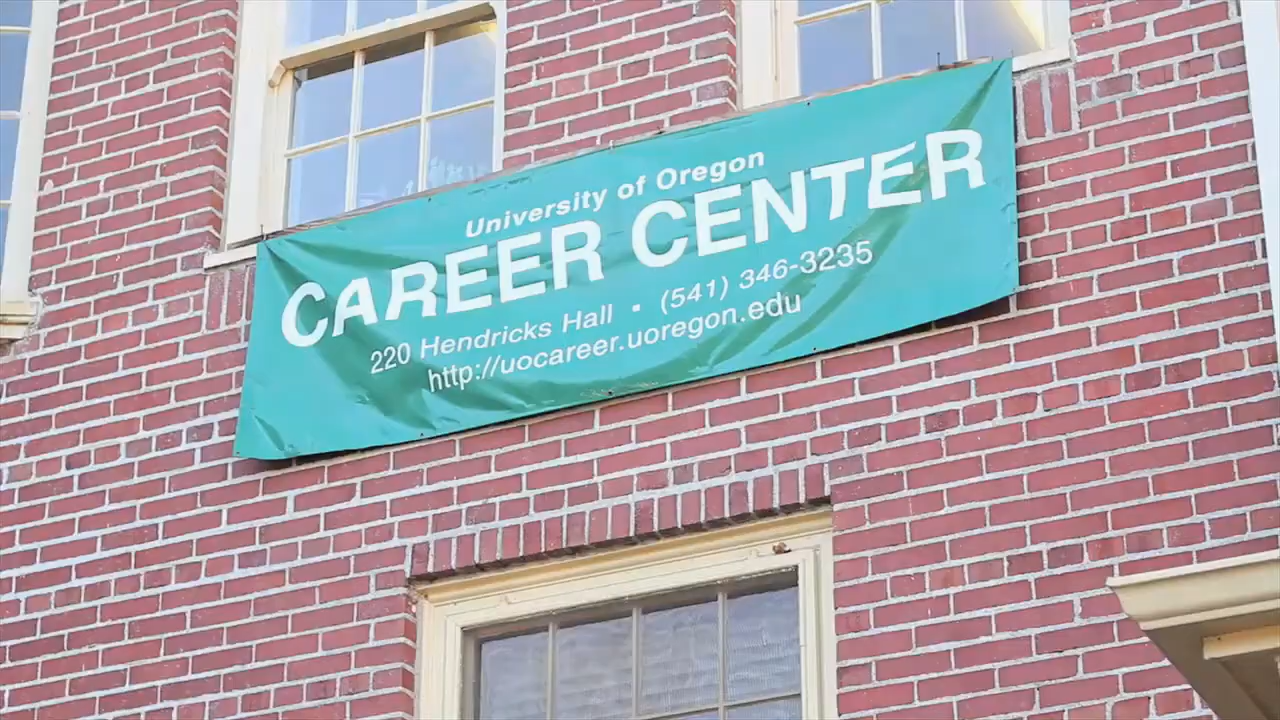 University of Oregon
CAREER CENTER
220 Hendricks Hall ▪ (541) 346-3235
http://uocareer.uoregon.edu